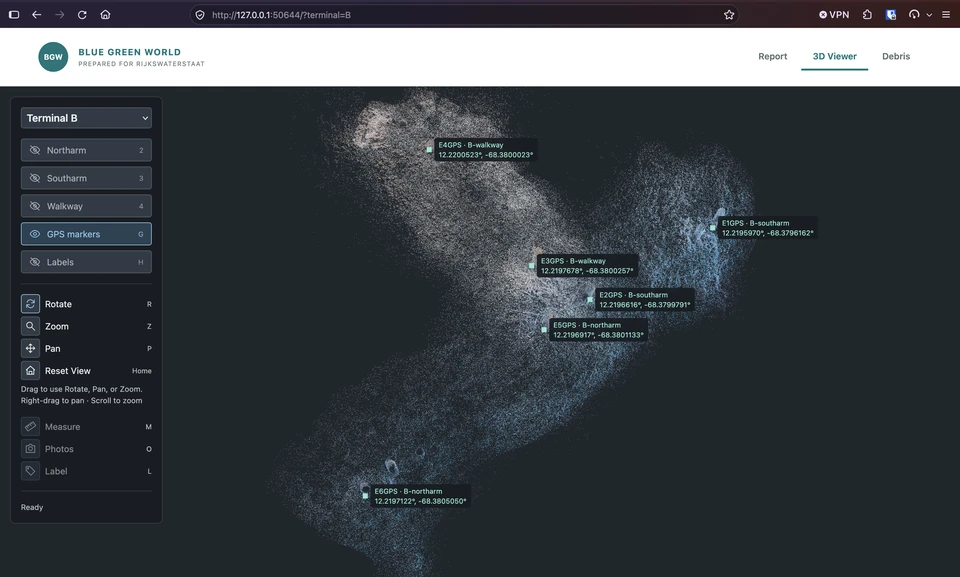 http://127.0.0.1:50644/?terminal=B
VPN
BGW
BLUE GREEN WORLD
PREPARED FOR RIJKSWATERSTAAT
Report
3D Viewer
Debris
Terminal B
Northarm 2
Southarm 3
Walkway 4
GPS markers G
Labels H
Rotate R
Zoom Z
Pan P
Reset View Home
Drag to use Rotate, Pan, or Zoom.
Right-drag to pan · Scroll to zoom
Measure M
Photos O
Label L
Ready
E4GPS · B-walkway
12.2200523°, -68.3800023°
E1GPS · B-southarm
12.2195970°, -68.3796162°
E3GPS · B-walkway
12.2197678°, -68.3800257°
E2GPS · B-southarm
12.2196616°, -68.3799791°
E5GPS · B-northarm
12.2196917°, -68.3801133°
E6GPS · B-northarm
12.2197122°, -68.3805050°